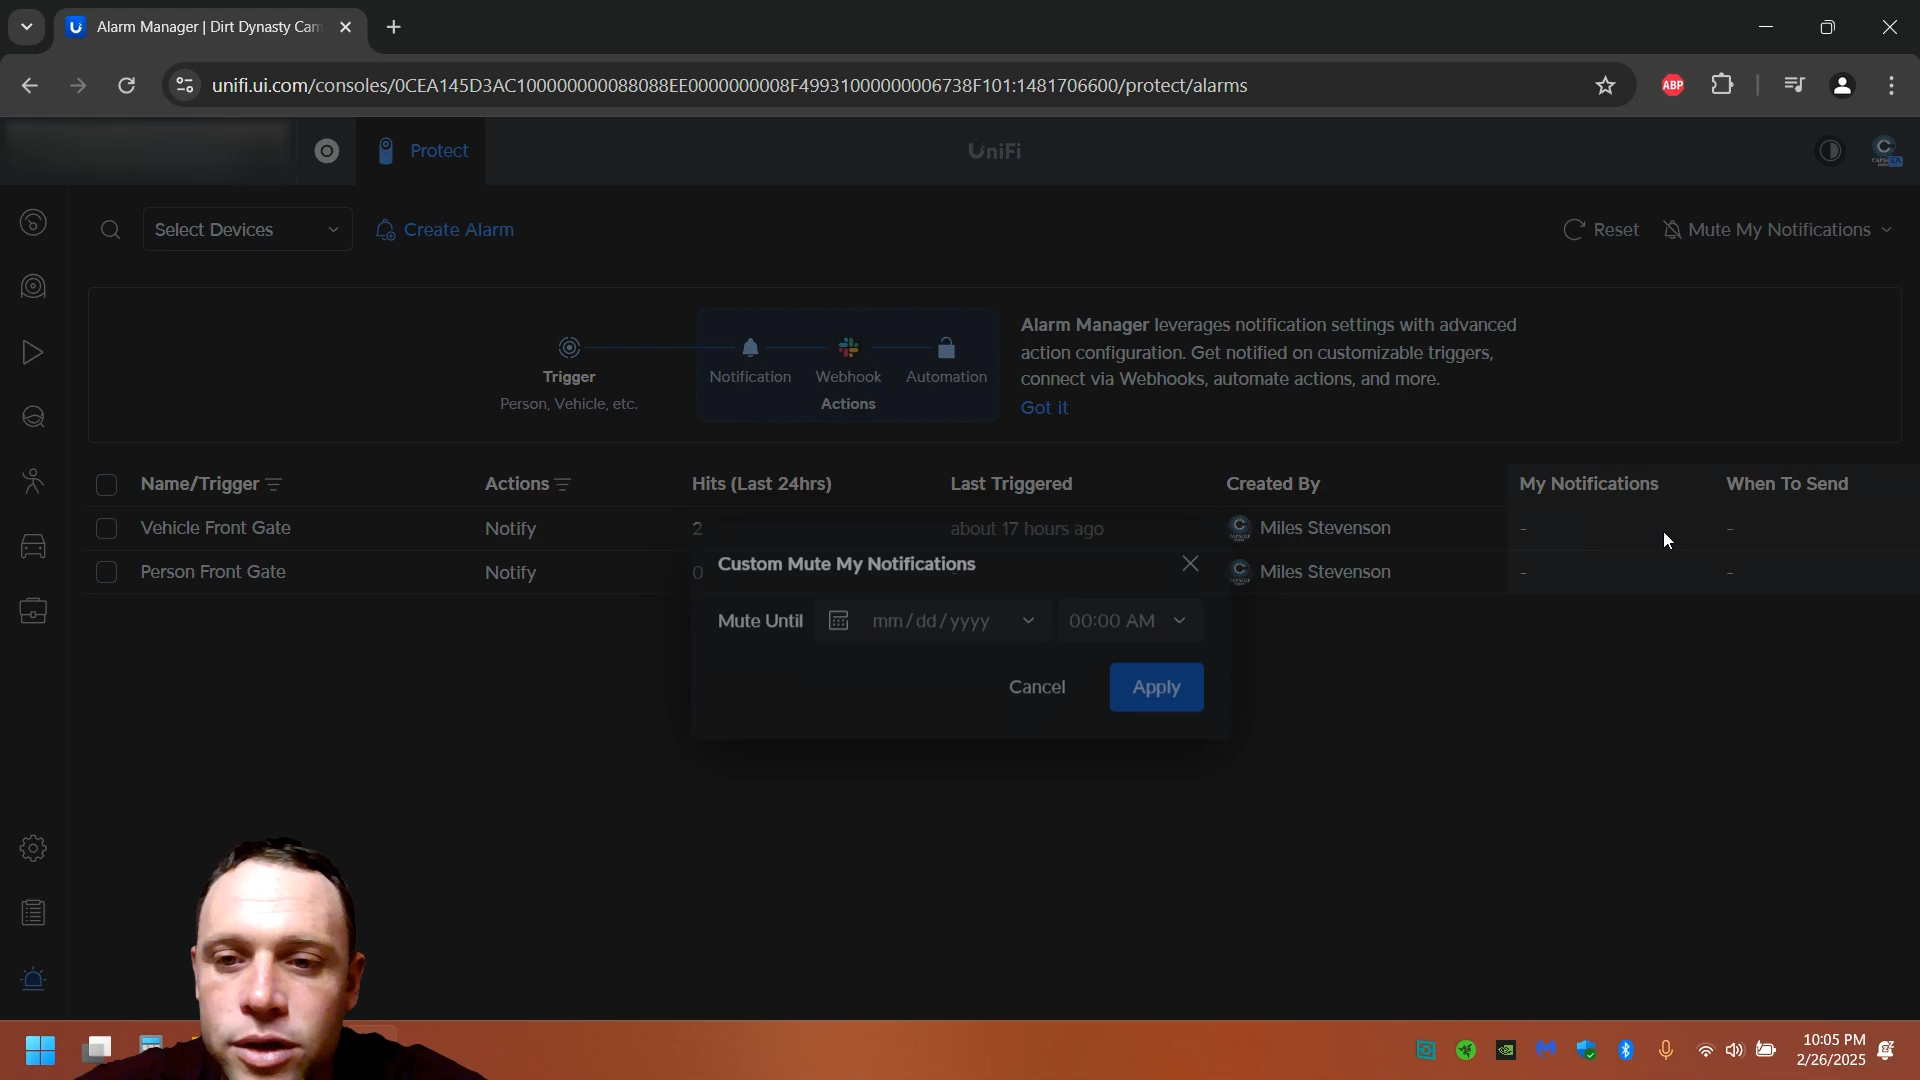 Alarm Manager | Dirt Dynasty Cam
unifi.ui.com/consoles/0CEA145D3AC100000000088088EE0000000008F49931000000006738F101:1481706600/protect/alarms
ABP
Protect
UniFi
EA
Select Devices
Create Alarm
Reset
Mute My Notifications
Trigger
Person, Vehicle, etc.
Notification
Webhook
Automation
Actions
Alarm Manager leverages notification settings with advanced
action configuration. Get notified on customizable triggers,
connect via Webhooks, automate actions, and more.
Got it
Name/Trigger Actions Hits (Last 24hrs) Last Triggered Created By My Notifications When To Send
Vehicle Front Gate Notify 2 about 17 hours ago Miles Stevenson - -
Person Front Gate Notify 0 Miles Stevenson - -
Custom Mute My Notifications
Mute Until mm/dd/yyyy 00:00 AM
Cancel Apply
10:05 PM
2/26/2025